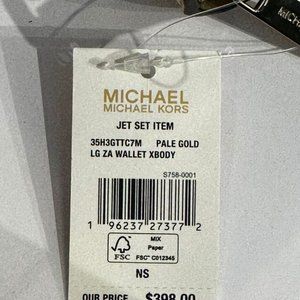 MICHAEL
MICHAEL KORS
JET SET ITEM
35H3GTTC7M PALE GOLD
LG ZA WALLET XBODY
S758-0001
1 96237 27377 2
FSC
MIX
Paper
FSC™ C012345
NS
OUR PRICE $398.00